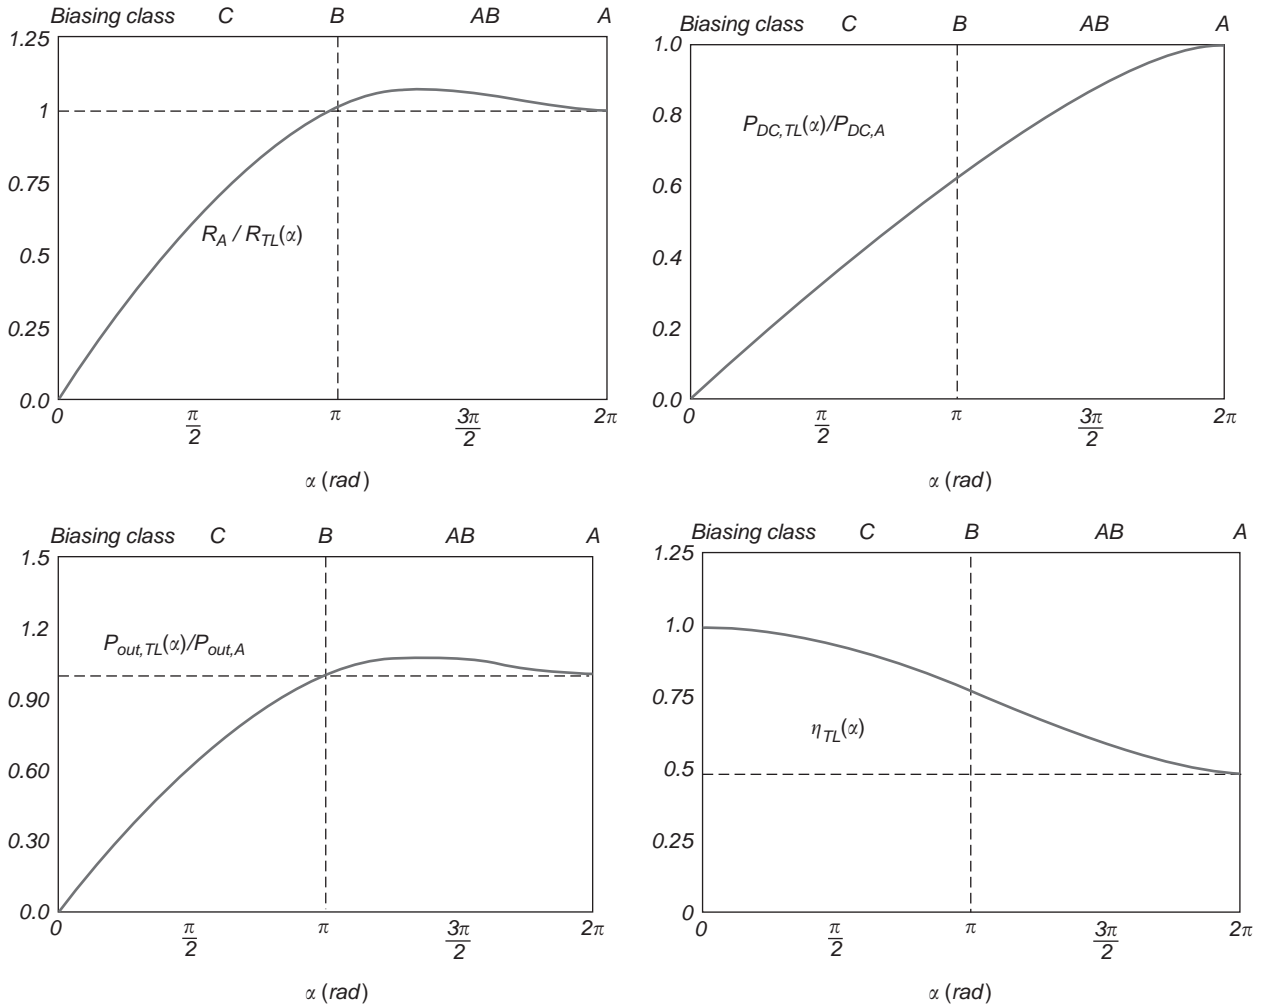 Biasing class C B AB A
1.25
1
0.75
0.5
0.25
0.0
R_A / R_TL(α)
0 π/2 π 3π/2 2π
α (rad)
Biasing class C B AB A
1.0
0.8
0.6
0.4
0.2
0.0
P_DC,TL(α)/P_DC,A
0 π/2 π 3π/2 2π
α (rad)
Biasing class C B AB A
1.5
1.2
0.90
0.60
0.30
0.0
P_out,TL(α)/P_out,A
0 π/2 π 3π/2 2π
α (rad)
Biasing class C B AB A
1.25
1.0
0.75
0.5
0.25
0
η_TL(α)
0 π/2 π 3π/2 2π
α (rad)